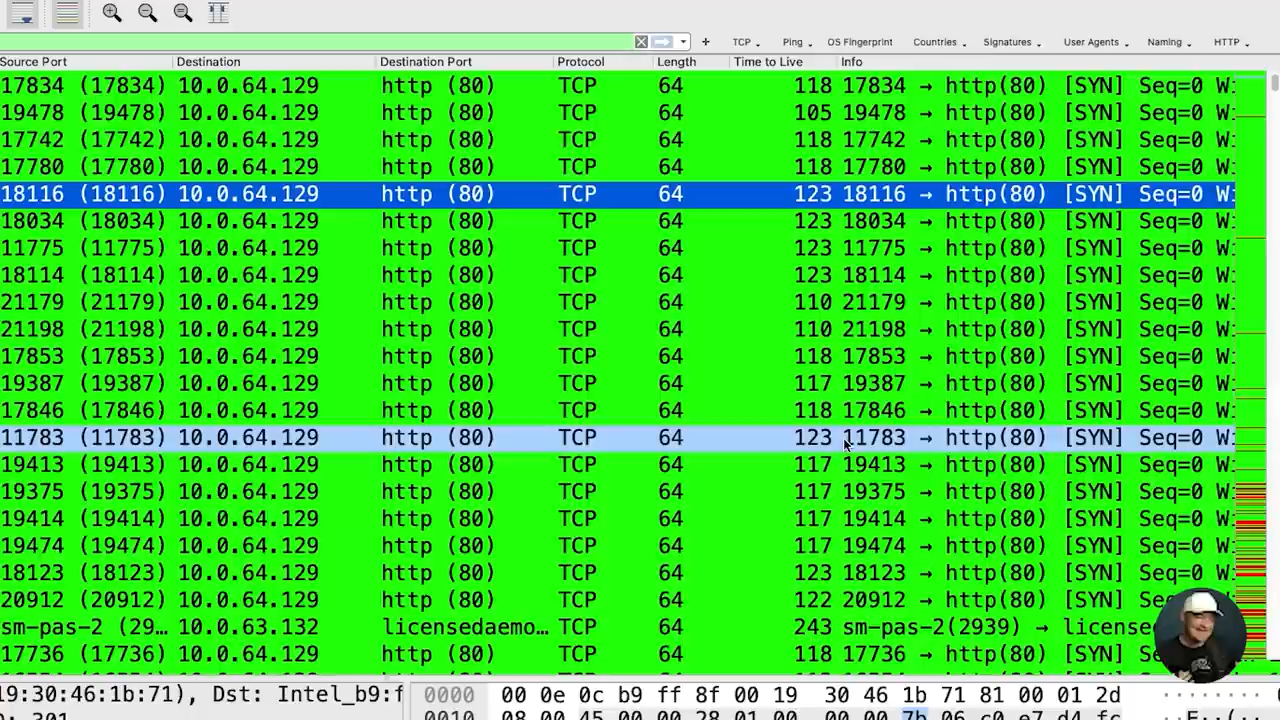 TCP Ping OS Fingerprint Countries Signatures User Agents Naming HTTP
Source Port Destination Destination Port Protocol Length Time to Live Info
17834 (17834) 10.0.64.129 http (80) TCP 64 118 17834 → http(80) [SYN] Seq=0
19478 (19478) 10.0.64.129 http (80) TCP 64 105 19478 → http(80) [SYN] Seq=0
17742 (17742) 10.0.64.129 http (80) TCP 64 118 17742 → http(80) [SYN] Seq=0
17780 (17780) 10.0.64.129 http (80) TCP 64 118 17780 → http(80) [SYN] Seq=0
18116 (18116) 10.0.64.129 http (80) TCP 64 123 18116 → http(80) [SYN] Seq=0
18034 (18034) 10.0.64.129 http (80) TCP 64 123 18034 → http(80) [SYN] Seq=0
11775 (11775) 10.0.64.129 http (80) TCP 64 123 11775 → http(80) [SYN] Seq=0
18114 (18114) 10.0.64.129 http (80) TCP 64 123 18114 → http(80) [SYN] Seq=0
21179 (21179) 10.0.64.129 http (80) TCP 64 110 21179 → http(80) [SYN] Seq=0
21198 (21198) 10.0.64.129 http (80) TCP 64 110 21198 → http(80) [SYN] Seq=0
17853 (17853) 10.0.64.129 http (80) TCP 64 118 17853 → http(80) [SYN] Seq=0
19387 (19387) 10.0.64.129 http (80) TCP 64 117 19387 → http(80) [SYN] Seq=0
17846 (17846) 10.0.64.129 http (80) TCP 64 118 17846 → http(80) [SYN] Seq=0
11783 (11783) 10.0.64.129 http (80) TCP 64 123 11783 → http(80) [SYN] Seq=0
19413 (19413) 10.0.64.129 http (80) TCP 64 117 19413 → http(80) [SYN] Seq=0
19375 (19375) 10.0.64.129 http (80) TCP 64 117 19375 → http(80) [SYN] Seq=0
19414 (19414) 10.0.64.129 http (80) TCP 64 117 19414 → http(80) [SYN] Seq=0
19474 (19474) 10.0.64.129 http (80) TCP 64 117 19474 → http(80) [SYN] Seq=0
18123 (18123) 10.0.64.129 http (80) TCP 64 123 18123 → http(80) [SYN] Seq=0
20912 (20912) 10.0.64.129 http (80) TCP 64 122 20912 → http(80) [SYN] Seq=0
sm-pas-2 (29… 10.0.63.132 licensedaemo… TCP 64 243 sm-pas-2(2939) → license
17736 (17736) 10.0.64.129 http (80) TCP 64 118 17736 → http(80) [SYN] Seq=0
19:30:46:1b:71), Dst: Intel_b9:f 0000 00 0e 0c b9 ff 8f 00 19 30 46 1b 71 81 00 01 2d